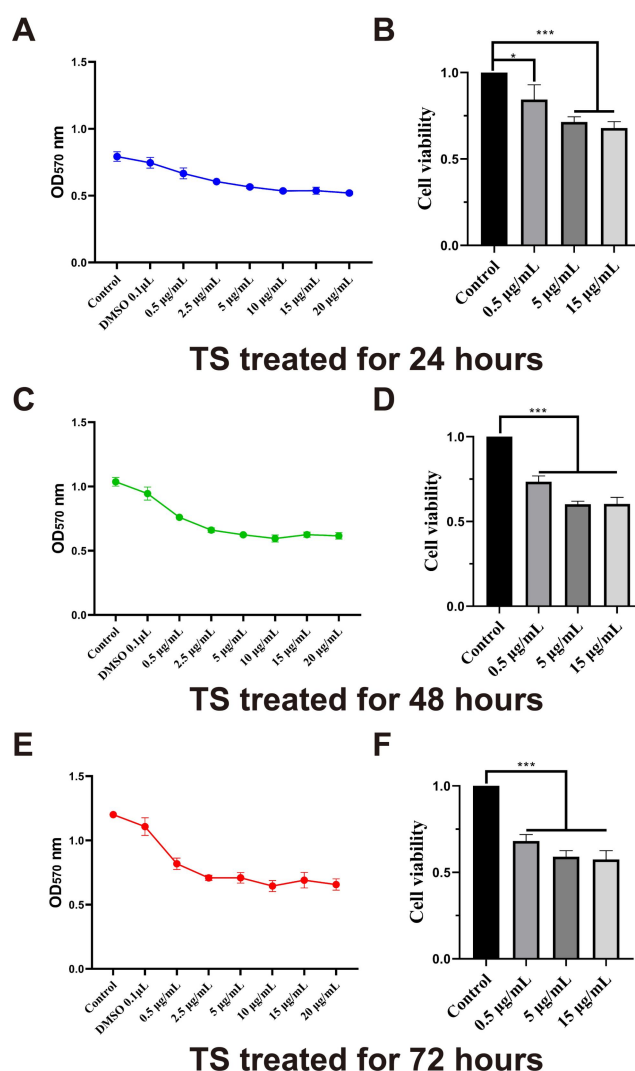 A
OD570 nm
1.5
1.0
0.5
0.0
Control
DMSO 0.1μL
0.5 μg/mL
2.5 μg/mL
5 μg/mL
10 μg/mL
15 μg/mL
20 μg/mL
B
Cell viability
***
*
1.0
0.5
0.0
Control
0.5 μg/mL
5 μg/mL
15 μg/mL
TS treated for 24 hours
C
OD570 nm
1.5
1.0
0.5
0.0
Control
DMSO 0.1μL
0.5 μg/mL
2.5 μg/mL
5 μg/mL
10 μg/mL
15 μg/mL
20 μg/mL
D
Cell viability
***
1.0
0.5
0.0
Control
0.5 μg/mL
5 μg/mL
15 μg/mL
TS treated for 48 hours
E
OD570 nm
1.5
1.0
0.5
0.0
Control
DMSO 0.1μL
0.5 μg/mL
2.5 μg/mL
5 μg/mL
10 μg/mL
15 μg/mL
20 μg/mL
F
Cell viability
***
1.0
0.5
0.0
Control
0.5 μg/mL
5 μg/mL
15 μg/mL
TS treated for 72 hours